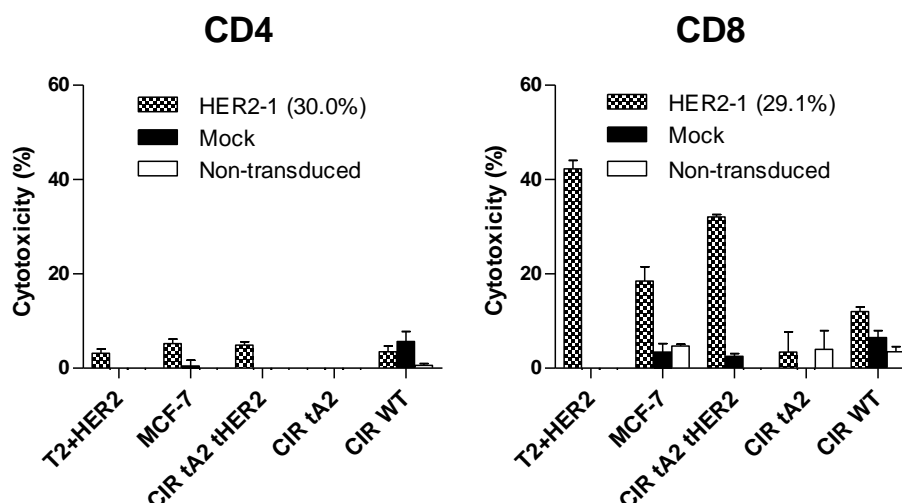 CD4
60
40
20
0
Cytotoxicity (%)
HER2-1 (30.0%)
Mock
Non-transduced
T2+HER2
MCF-7
CIR tA2 tHER2
CIR tA2
CIR WT
CD8
60
40
20
0
Cytotoxicity (%)
HER2-1 (29.1%)
Mock
Non-transduced
T2+HER2
MCF-7
CIR tA2 tHER2
CIR tA2
CIR WT